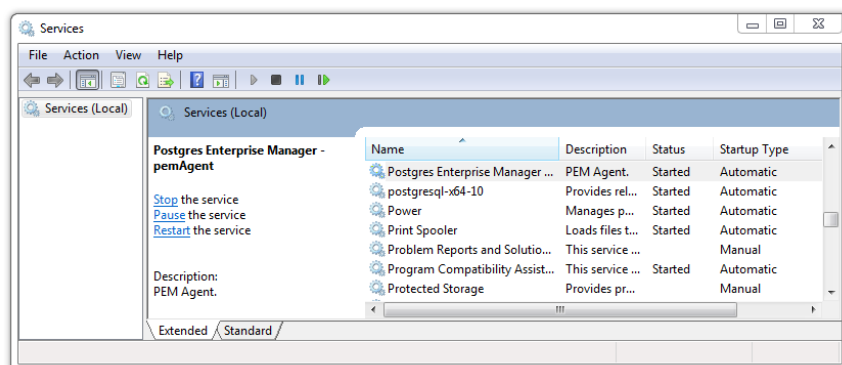 Services
File Action View Help
Services (Local)
Services (Local)
Postgres Enterprise Manager -
pemAgent
Stop the service
Pause the service
Restart the service
Description:
PEM Agent.
Name Description Status Startup Type
Postgres Enterprise Manager ... PEM Agent. Started Automatic
postgresql-x64-10 Provides rel... Started Automatic
Power Manages p... Started Automatic
Print Spooler Loads files t... Started Automatic
Problem Reports and Solutio... This service ... Manual
Program Compatibility Assist... This service ... Started Automatic
Protected Storage Provides pr... Manual
Extended Standard